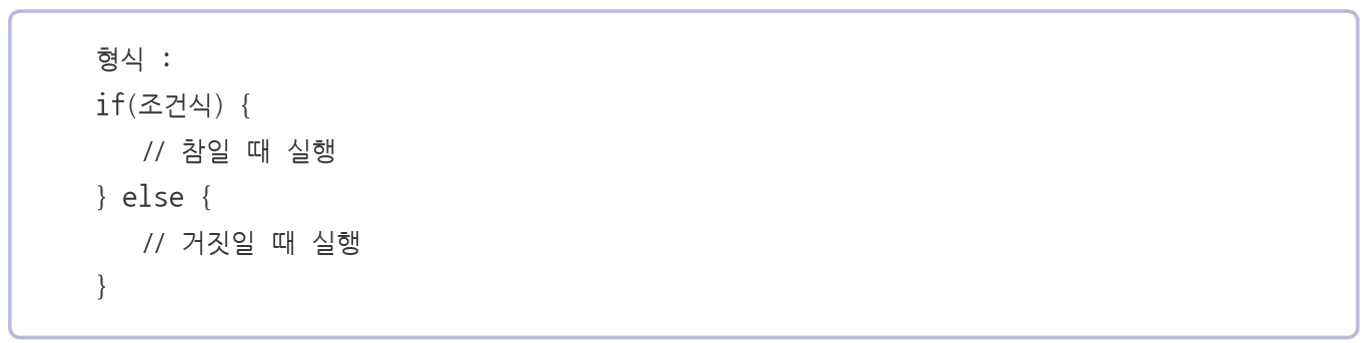 형식 :
if(조건식) {
// 참일 때 실행
} else {
// 거짓일 때 실행
}